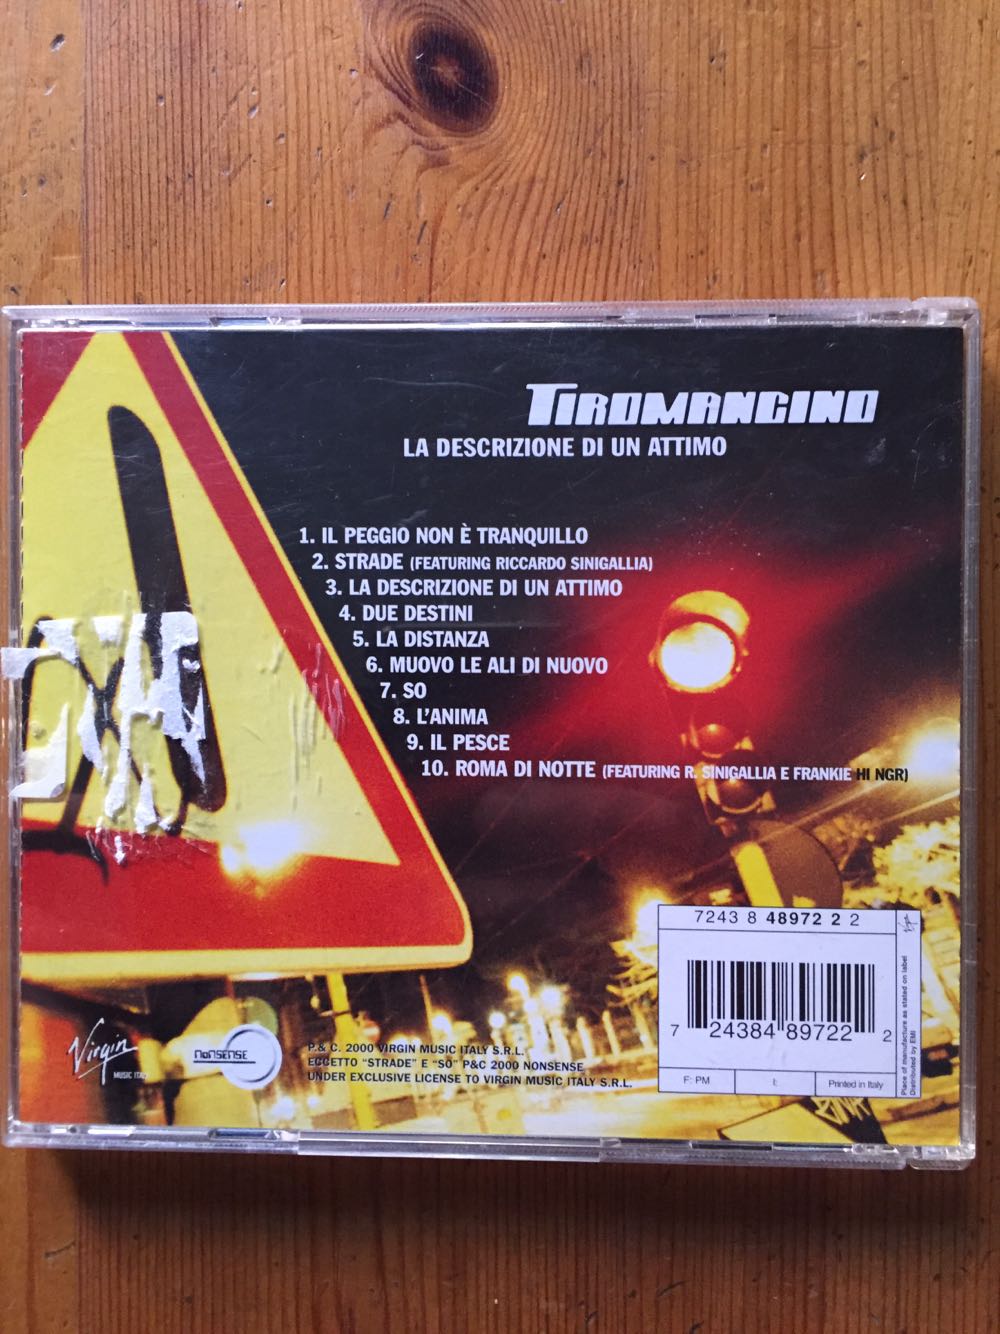 TIROMANCINO
LA DESCRIZIONE DI UN ATTIMO
1. IL PEGGIO NON È TRANQUILLO
2. STRADE (FEATURING RICCARDO SINIGALLIA)
3. LA DESCRIZIONE DI UN ATTIMO
4. DUE DESTINI
5. LA DISTANZA
6. MUOVO LE ALI DI NUOVO
7. SO
8. L'ANIMA
9. IL PESCE
10. ROMA DI NOTTE (FEATURING R. SINIGALLIA E FRANKIE HI NGR)
7243 8 48972 2 2
7 24384 89722 2
F: PM
I:
Printed in Italy
Place of manufacture as stated on label
Distributed by EMI
Virgin
MUSIC ITALY
NONSENSE
P.& C. 2000 VIRGIN MUSIC ITALY S.R.L.
ECCETTO "STRADE" E "SO" P&C 2000 NONSENSE
UNDER EXCLUSIVE LICENSE TO VIRGIN MUSIC ITALY S.R.L.